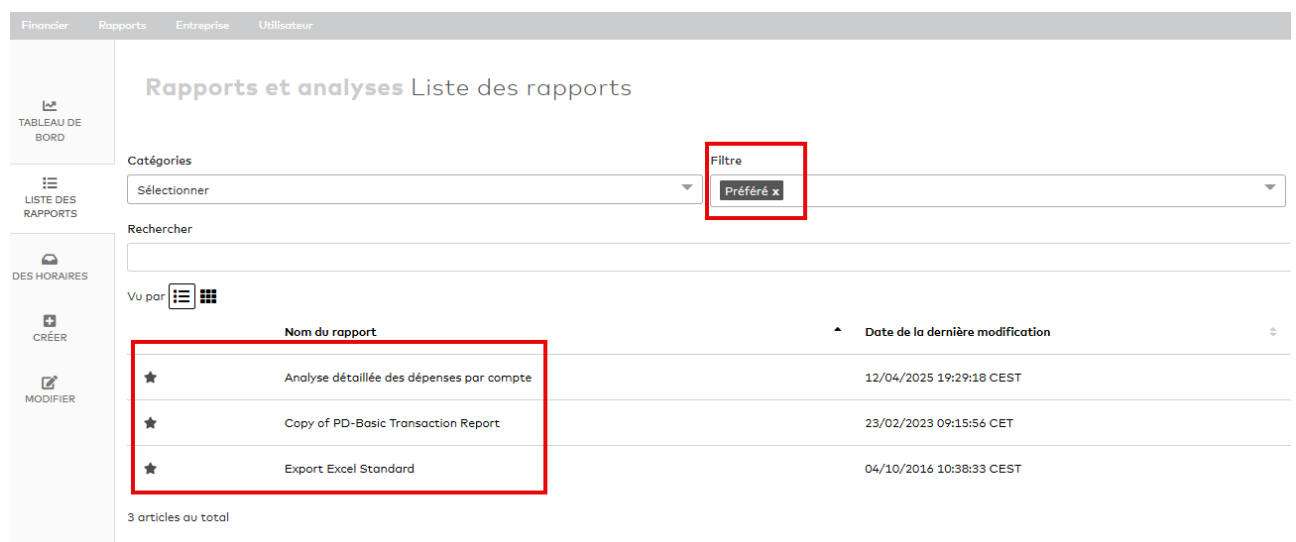 Financier Rapports Entreprise Utilisateur
Rapports et analyses Liste des rapports
TABLEAU DE
BORD
LISTE DES
RAPPORTS
DES HORAIRES
CRÉER
MODIFIER
Catégories Filtre
Sélectionner Préféré x
Rechercher
Vu par
Nom du rapport Date de la dernière modification
Analyse détaillée des dépenses par compte 12/04/2025 19:29:18 CEST
Copy of PD-Basic Transaction Report 23/02/2023 09:15:56 CET
Export Excel Standard 04/10/2016 10:38:33 CEST
3 articles au total